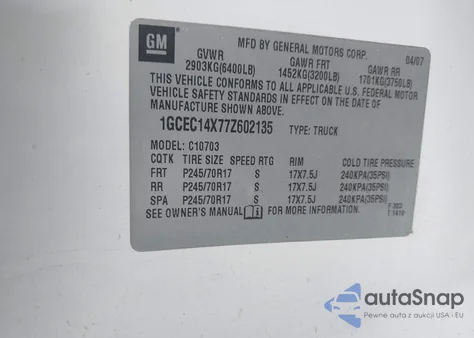 GM
MFD BY GENERAL MOTORS CORP.
04/07
GVWR GAWR FRT GAWR RR
2903KG(6400LB) 1452KG(3200LB) 1701KG(3750LB)
THIS VEHICLE CONFORMS TO ALL APPLICABLE U.S. FEDERAL MOTOR
VEHICLE SAFETY STANDARDS IN EFFECT ON THE DATE OF
MANUFACTURE SHOWN ABOVE.
1GCEC14X77Z602135 TYPE: TRUCK
MODEL: C10703
CQTK TIRE SIZE SPEED RTG RIM COLD TIRE PRESSURE
FRT P245/70R17 S 17X7.5J 240KPA(35PSI)
RR P245/70R17 S 17X7.5J 240KPA(35PSI)
SPA P245/70R17 S 17X7.5J 240KPA(35PSI)
SEE OWNER'S MANUAL FOR MORE INFORMATION.
autoSnap
Pewne auta z aukcji USA i EU